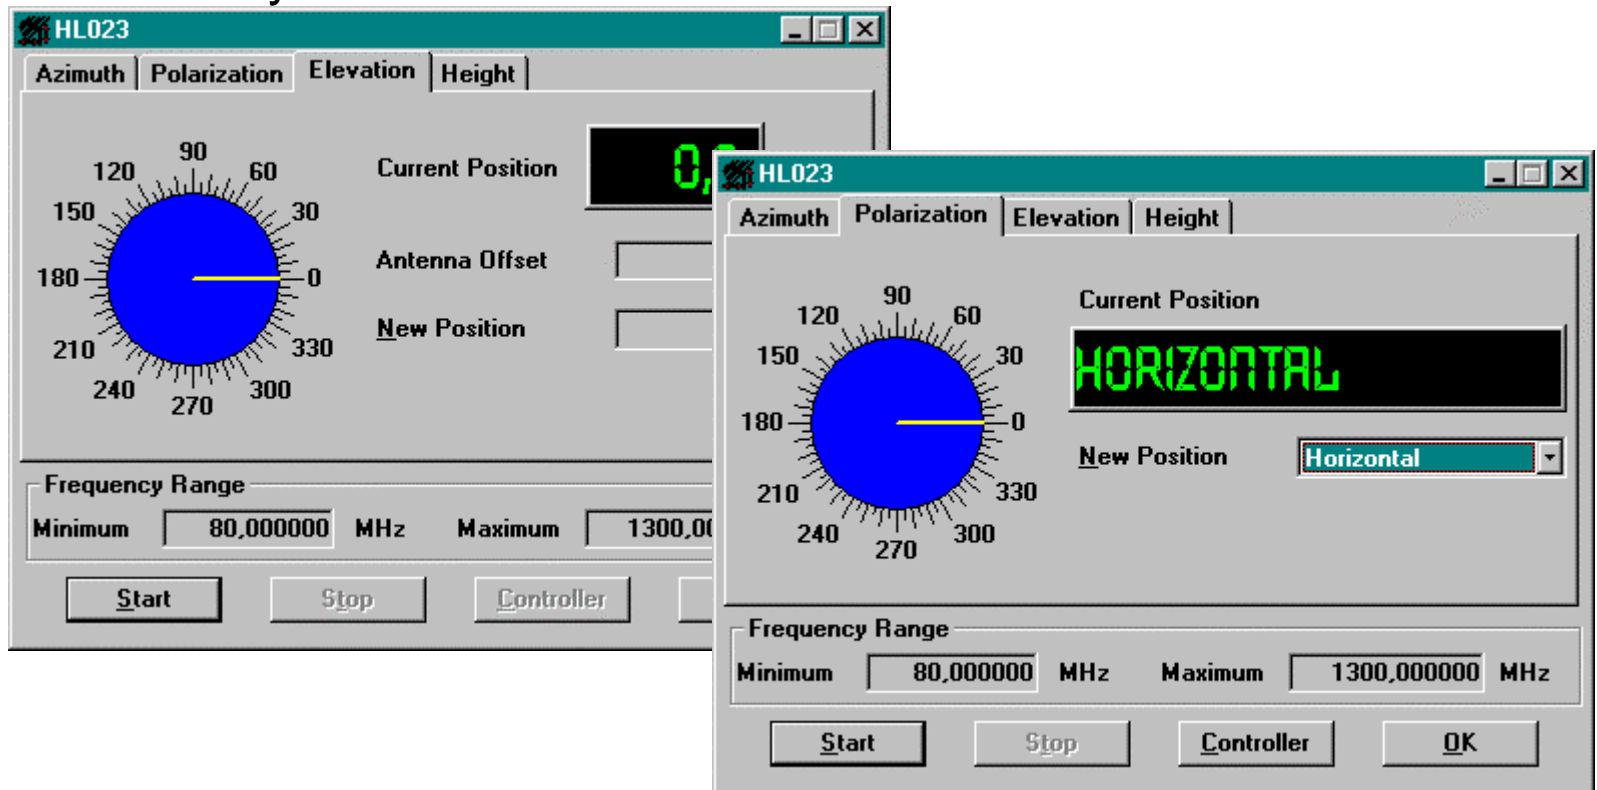 HL023
Azimuth Polarization Elevation Height
90
120 60
150 30
180 0
210 330
240 300
270
Current Position
Antenna Offset
New Position
Frequency Range
Minimum 80,000000 MHz Maximum
Start Stop Controller
HL023
Azimuth Polarization Elevation Height
90
120 60
150 30
180 0
210 330
240 300
270
Current Position
HORIZONTAL
New Position Horizontal
Frequency Range
Minimum 80,000000 MHz Maximum 1300,000000 MHz
Start Stop Controller OK